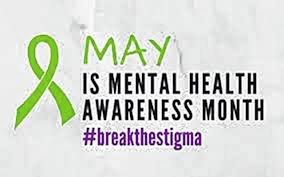 MAY
IS MENTAL HEALTH
AWARENESS MONTH
#breakthestigma